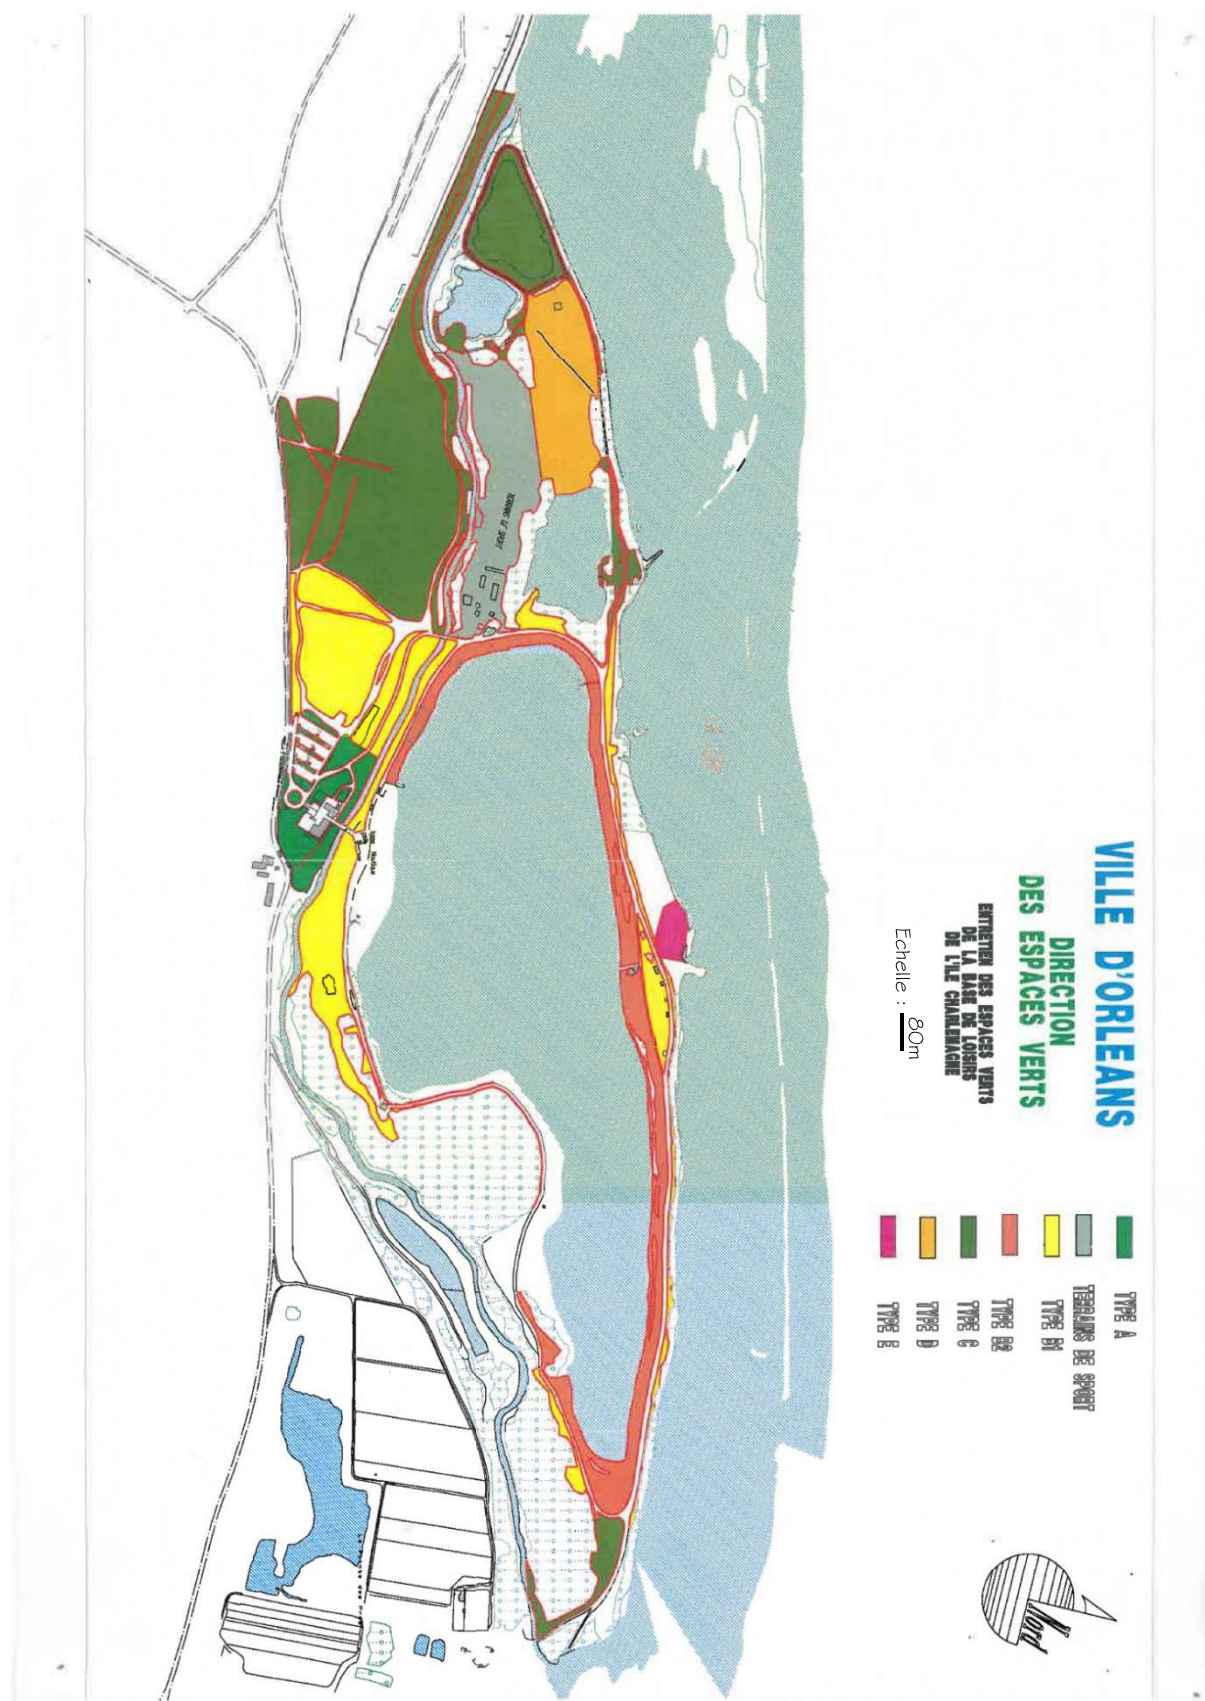 VILLE D'ORLEANS
DIRECTION
DES ESPACES VERTS
ENTRETIEN DES ESPACES VERTS
DE LA BASE DE LOISIRS
DE L'ILE CHARLEMAGNE
Echelle : 80m
TYPE A
TERRAINS DE SPORT
TYPE B1
TYPE B2
TYPE C
TYPE D
TYPE E
Nord